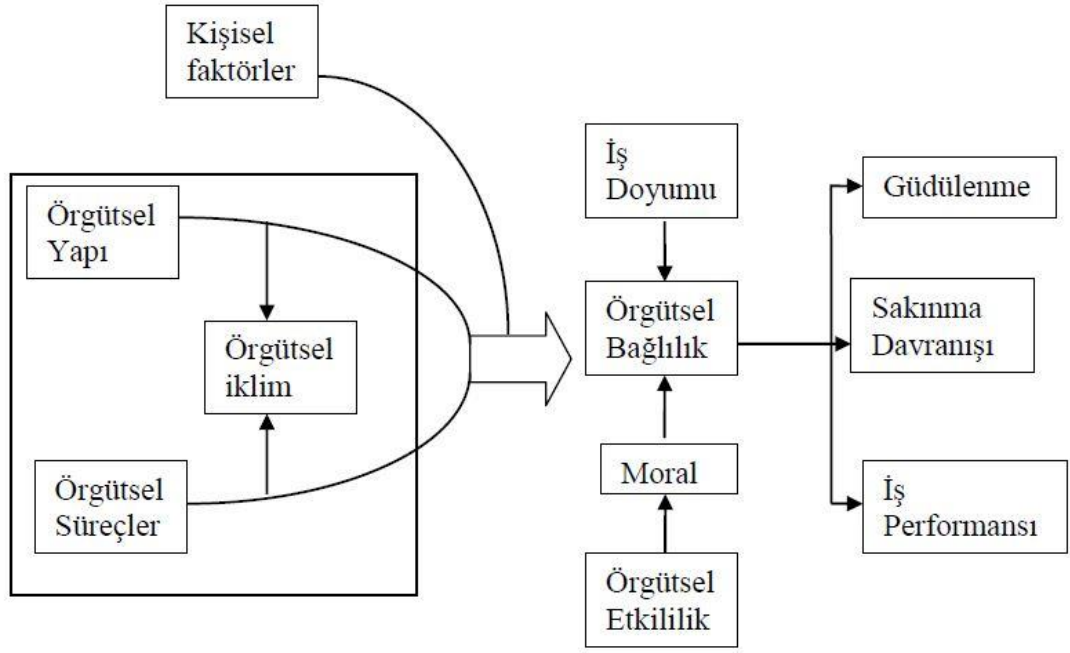 Kişisel
faktörler
Örgütsel
Yapı
Örgütsel
iklim
Örgütsel
Süreçler
İş
Doyumu
Örgütsel
Bağlılık
Moral
Örgütsel
Etkililik
Güdülenme
Sakınma
Davranışı
İş
Performansı